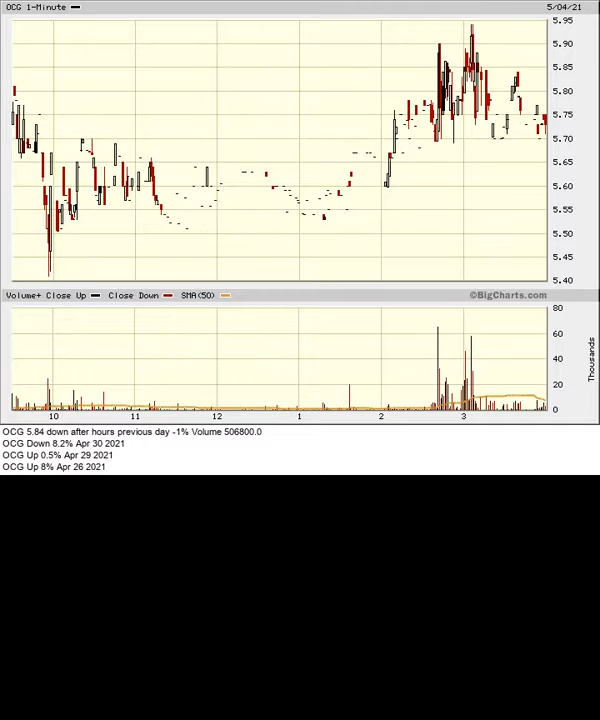 OCG 1-Minute 5/04/21
5.95
5.90
5.85
5.80
5.75
5.70
5.65
5.60
5.55
5.50
5.45
5.40
Volume+ Close Up Close Down SMA(50) ©BigCharts.com
80
60
40
20
0
Thousands
10 11 12 1 2 3
OCG 5.84 down after hours previous day -1% Volume 506800.0
OCG Down 8.2% Apr 30 2021
OCG Up 0.5% Apr 29 2021
OCG Up 8% Apr 26 2021